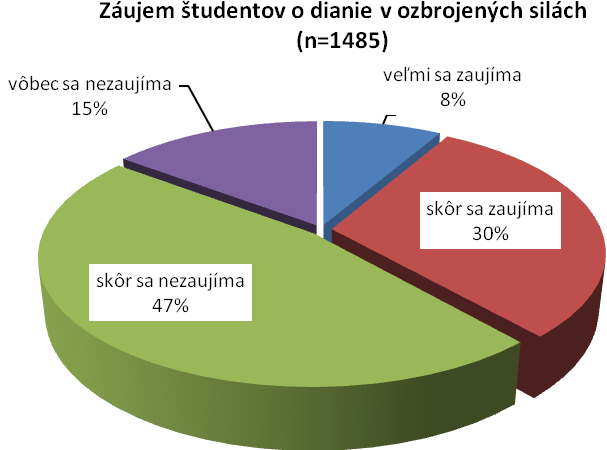 Záujem študentov o dianie v ozbrojených silách
(n=1485)
vôbec sa nezaujíma
15%
veľmi sa zaujíma
8%
skôr sa zaujíma
30%
skôr sa nezaujíma
47%